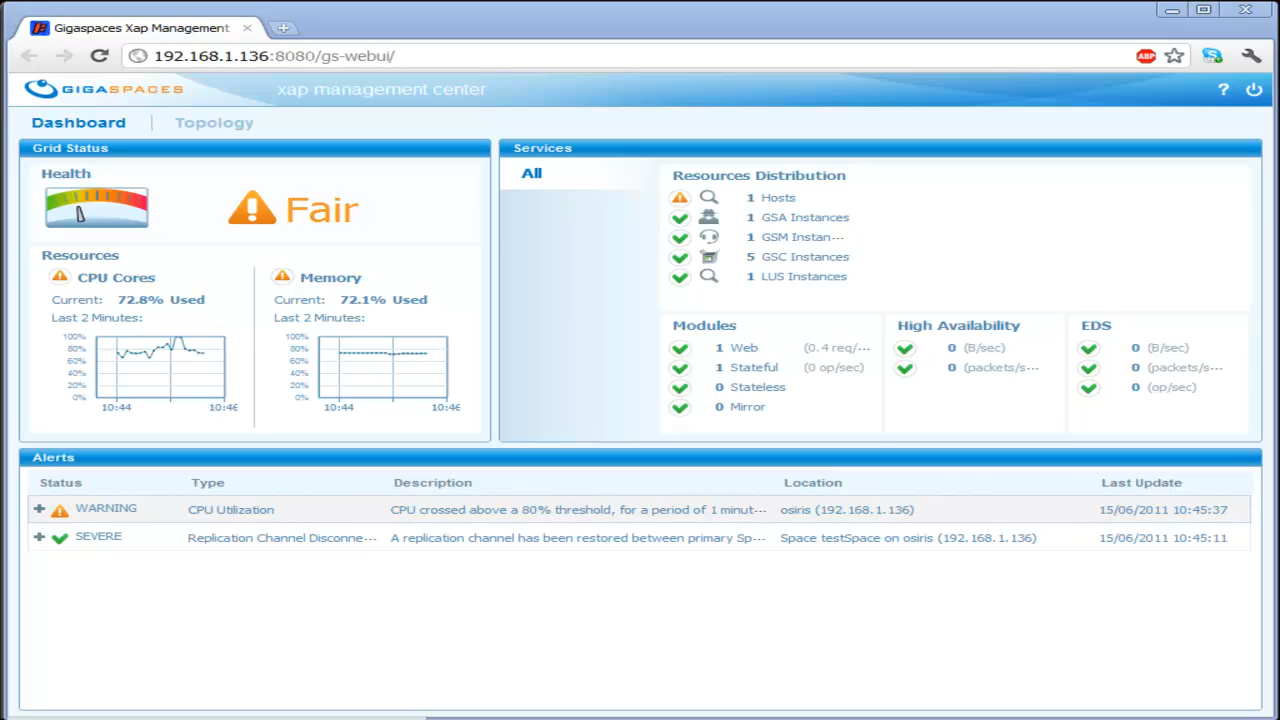 Gigaspaces Xap Management
192.168.1.136:8080/gs-webui/
ABP
GIGASPACES
xap management center
?
Dashboard
Topology
Grid Status
Health
Fair
Resources
CPU Cores
Current: 72.8% Used
Last 2 Minutes:
100%
80%
60%
40%
20%
0%
10:44
10:46
Memory
Current: 72.1% Used
Last 2 Minutes:
100%
80%
60%
40%
20%
0%
10:44
10:46
Services
All
Resources Distribution
1 Hosts
1 GSA Instances
1 GSM Instan···
5 GSC Instances
1 LUS Instances
Modules
1 Web (0.4 req/···
1 Stateful (0 op/sec)
0 Stateless
0 Mirror
High Availability
0 (B/sec)
0 (packets/s···
EDS
0 (B/sec)
0 (packets/s···
0 (op/sec)
Alerts
Status Type Description Location Last Update
WARNING CPU Utilization CPU crossed above a 80% threshold, for a period of 1 minut··· osiris (192.168.1.136) 15/06/2011 10:45:37
SEVERE Replication Channel Disconne··· A replication channel has been restored between primary Sp··· Space testSpace on osiris (192.168.1.136) 15/06/2011 10:45:11